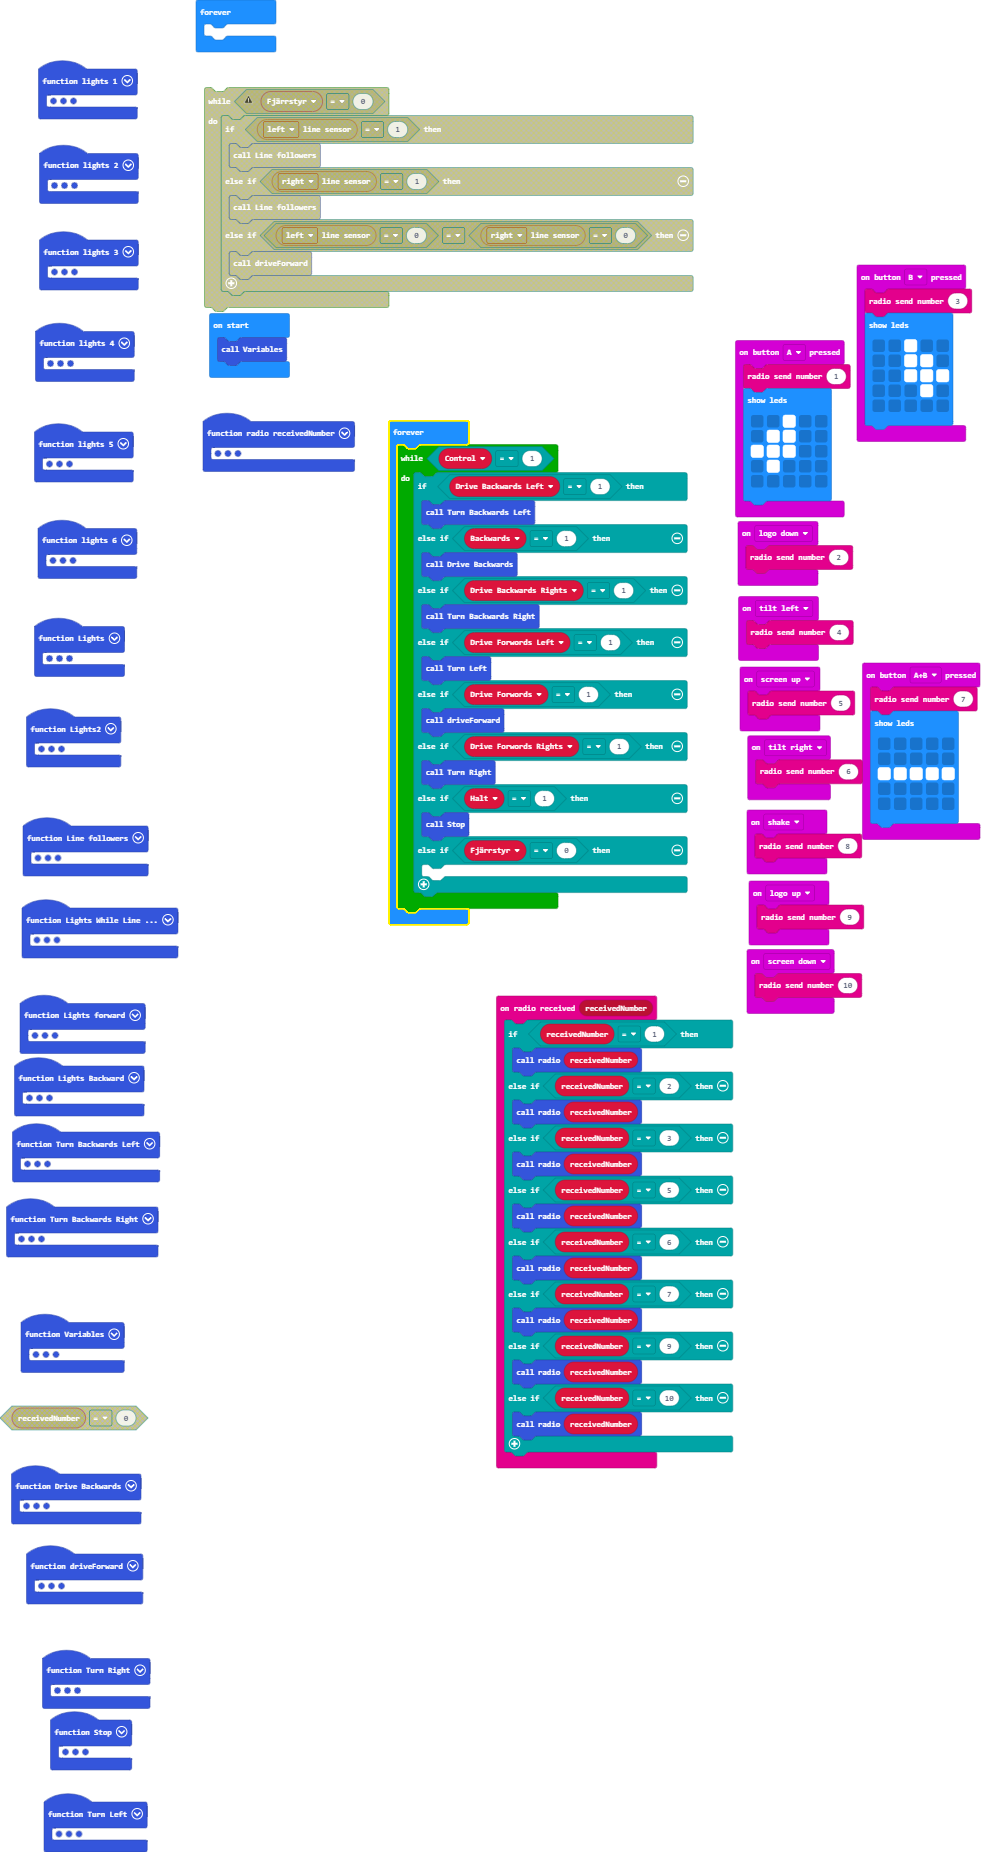 forever
function lights 1
function lights 2
function lights 3
function lights 4
function lights 5
function lights 6
function Lights
function Lights2
function Line followers
function Lights While Line ...
function Lights forward
function Lights Backward
function Turn Backwards Left
function Turn Backwards Right
function Variables
receivedNumber = 0
function Drive Backwards
function driveForward
function Turn Right
function Stop
function Turn Left
while Fjärrstyr = 0
do
if left line sensor = 1 then
call Line followers
else if right line sensor = 1 then
call Line followers
else if left line sensor = 0 = right line sensor = 0 then
call driveForward
on start
call Variables
function radio receivedNumber
forever
while Control = 1
do
if Drive Backwards Left = 1 then
call Turn Backwards Left
else if Backwards = 1 then
call Drive Backwards
else if Drive Backwards Rights = 1 then
call Turn Backwards Right
else if Drive Forwords Left = 1 then
call Turn Left
else if Drive Forwords = 1 then
call driveForward
else if Drive Forwords Rights = 1 then
call Turn Right
else if Halt = 1 then
call Stop
else if Fjärrstyr = 0 then
on radio received receivedNumber
if receivedNumber = 1 then
call radio receivedNumber
else if receivedNumber = 2 then
call radio receivedNumber
else if receivedNumber = 3 then
call radio receivedNumber
else if receivedNumber = 5 then
call radio receivedNumber
else if receivedNumber = 6 then
call radio receivedNumber
else if receivedNumber = 7 then
call radio receivedNumber
else if receivedNumber = 9 then
call radio receivedNumber
else if receivedNumber = 10 then
call radio receivedNumber
on button B pressed
radio send number 3
show leds
on button A pressed
radio send number 1
show leds
on logo down
radio send number 2
on tilt left
radio send number 4
on screen up
radio send number 5
on tilt right
radio send number 6
on button A+B pressed
radio send number 7
show leds
on shake
radio send number 8
on logo up
radio send number 9
on screen down
radio send number 10